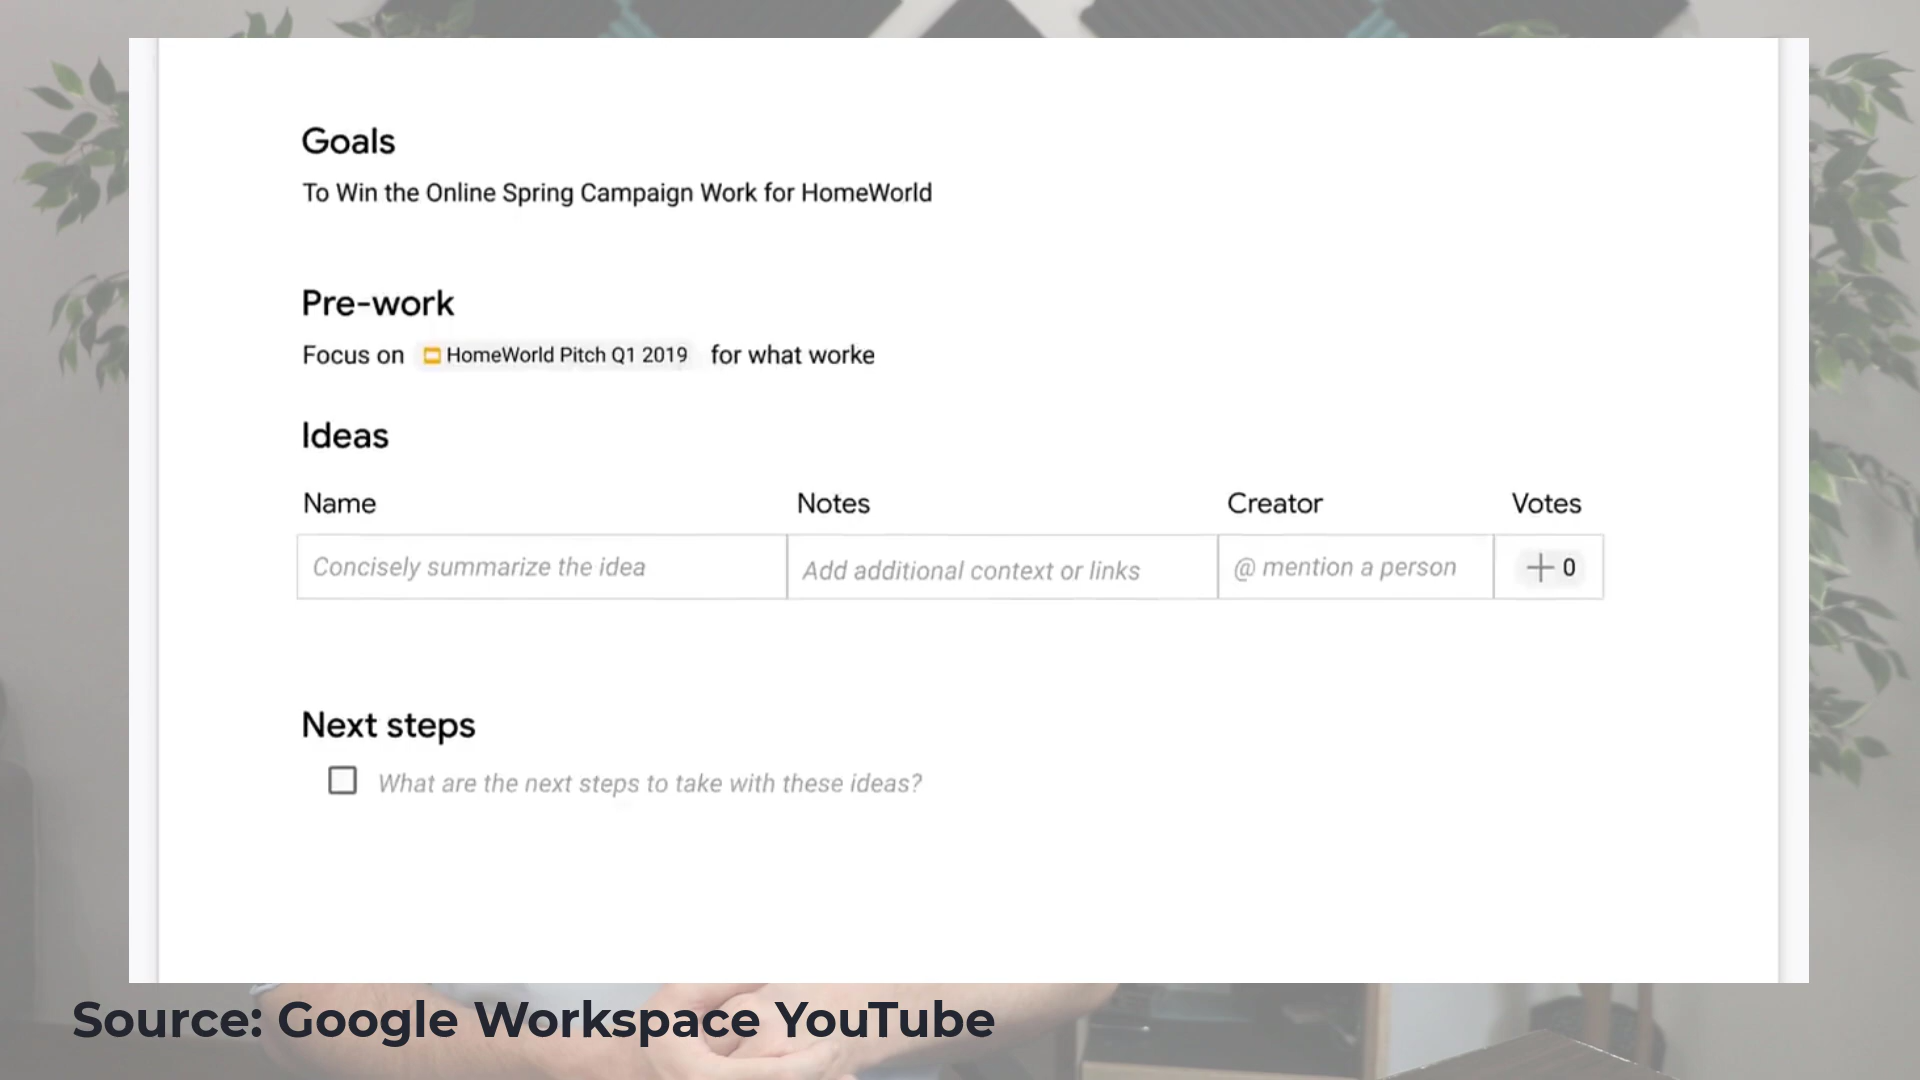 Goals
To Win the Online Spring Campaign Work for HomeWorld
Pre-work
Focus on HomeWorld Pitch Q1 2019 for what worke
Ideas
Name Notes Creator Votes
Concisely summarize the idea Add additional context or links @ mention a person + 0
Next steps
What are the next steps to take with these ideas?
Source: Google Workspace YouTube